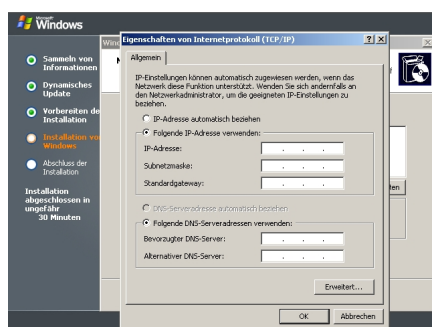 Microsoft
Windows
Sammeln von
Informationen
Dynamisches
Update
Vorbereiten der
Installation
Installation von
Windows
Abschluss der
Installation
Installation
abgeschlossen in
ungefähr
30 Minuten
Eigenschaften von Internetprotokoll (TCP/IP)
Allgemein
IP-Einstellungen können automatisch zugewiesen werden, wenn das
Netzwerk diese Funktion unterstützt. Wenden Sie sich andernfalls an
den Netzwerkadministrator, um die geeigneten IP-Einstellungen zu
beziehen.
IP-Adresse automatisch beziehen
Folgende IP-Adresse verwenden:
IP-Adresse:
Subnetzmaske:
Standardgateway:
DNS-Serveradresse automatisch beziehen
Folgende DNS-Serveradressen verwenden:
Bevorzugter DNS-Server:
Alternativer DNS-Server:
Erweitert...
OK
Abbrechen